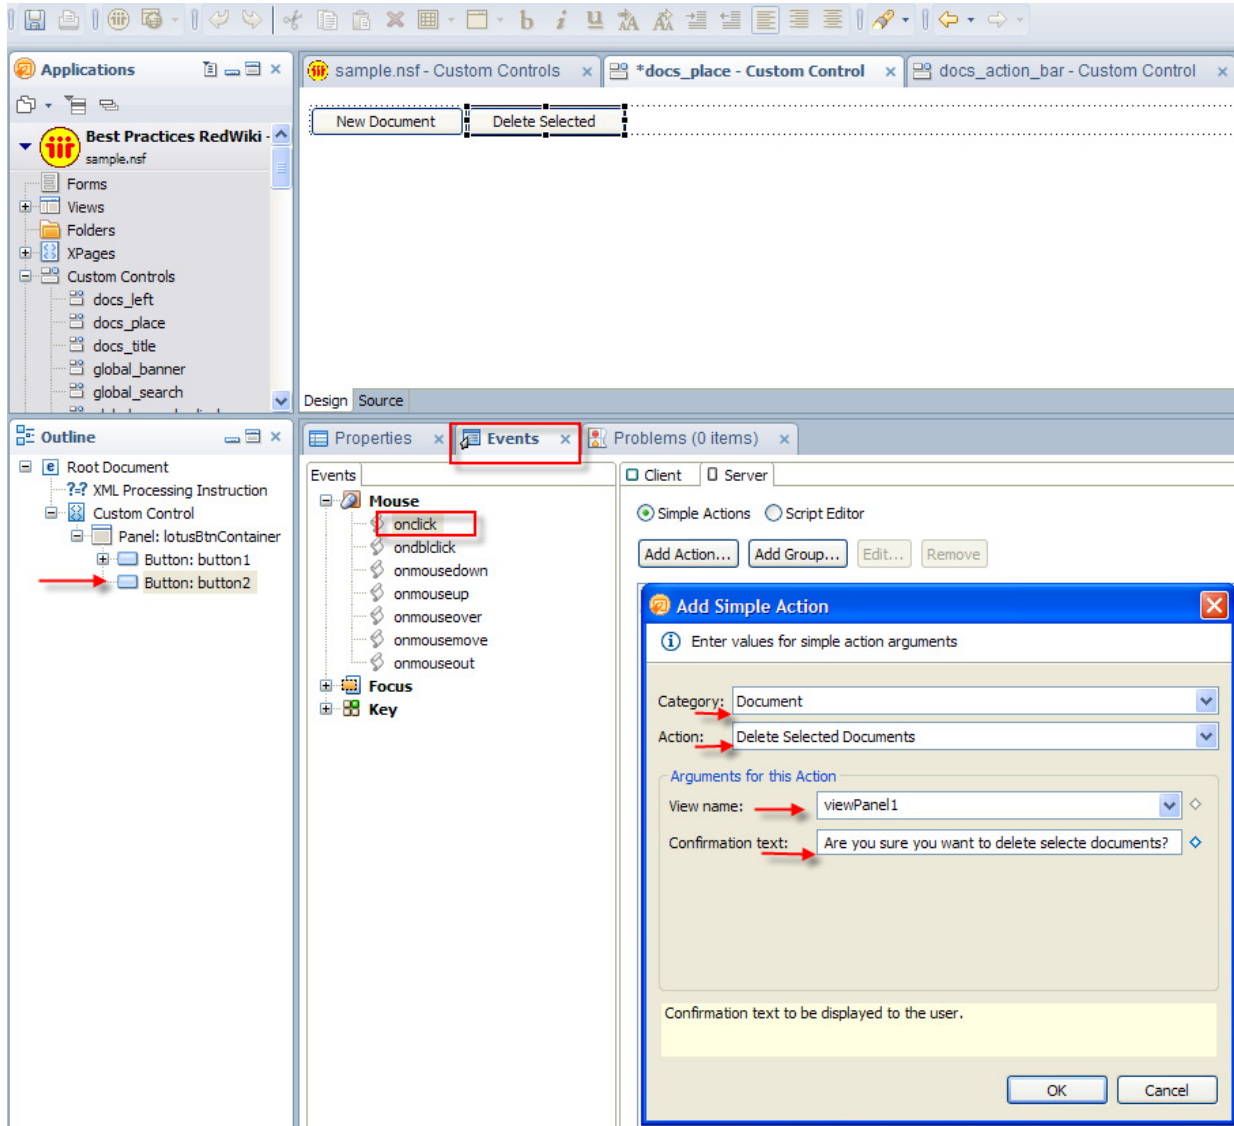 b i u
Applications
Best Practices RedWiki -
sample.nsf
Forms
Views
Folders
XPages
Custom Controls
docs_left
docs_place
docs_title
global_banner
global_search
sample.nsf - Custom Controls
*docs_place - Custom Control
docs_action_bar - Custom Control
New Document
Delete Selected
Design
Source
Outline
Root Document
?=? XML Processing Instruction
Custom Control
Panel: lotusBtnContainer
Button: button1
Button: button2
Properties
Events
Problems (0 items)
Events
Mouse
onclick
ondblclick
onmousedown
onmouseup
onmouseover
onmousemove
onmouseout
Focus
Key
Client
Server
Simple Actions
Script Editor
Add Action...
Add Group...
Edit...
Remove
Add Simple Action
Enter values for simple action arguments
Category: Document
Action: Delete Selected Documents
Arguments for this Action
View name: viewPanel1
Confirmation text: Are you sure you want to delete selecte documents?
Confirmation text to be displayed to the user.
OK
Cancel